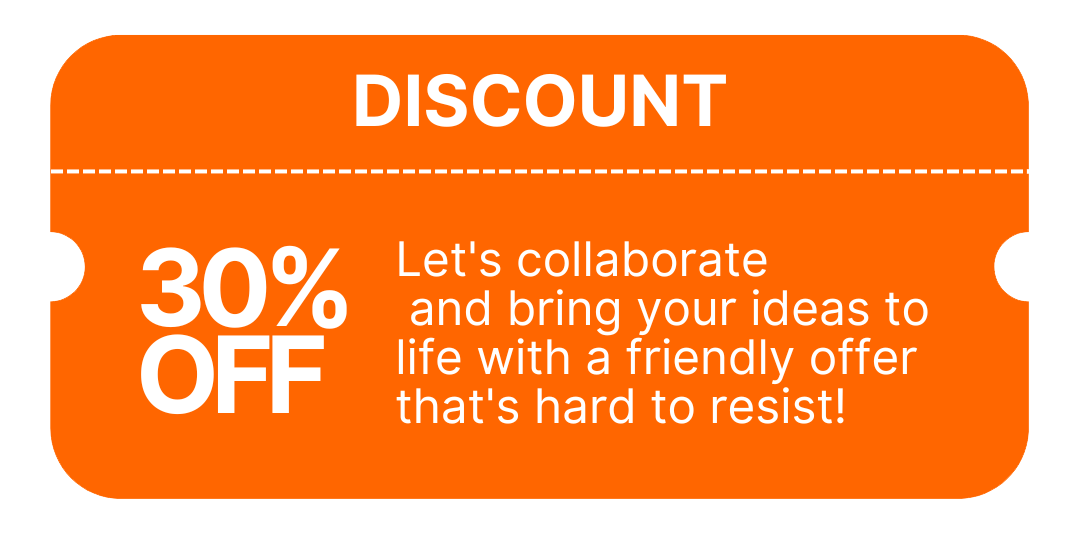 DISCOUNT
30%
OFF
Let's collaborate
and bring your ideas to
life with a friendly offer
that's hard to resist!